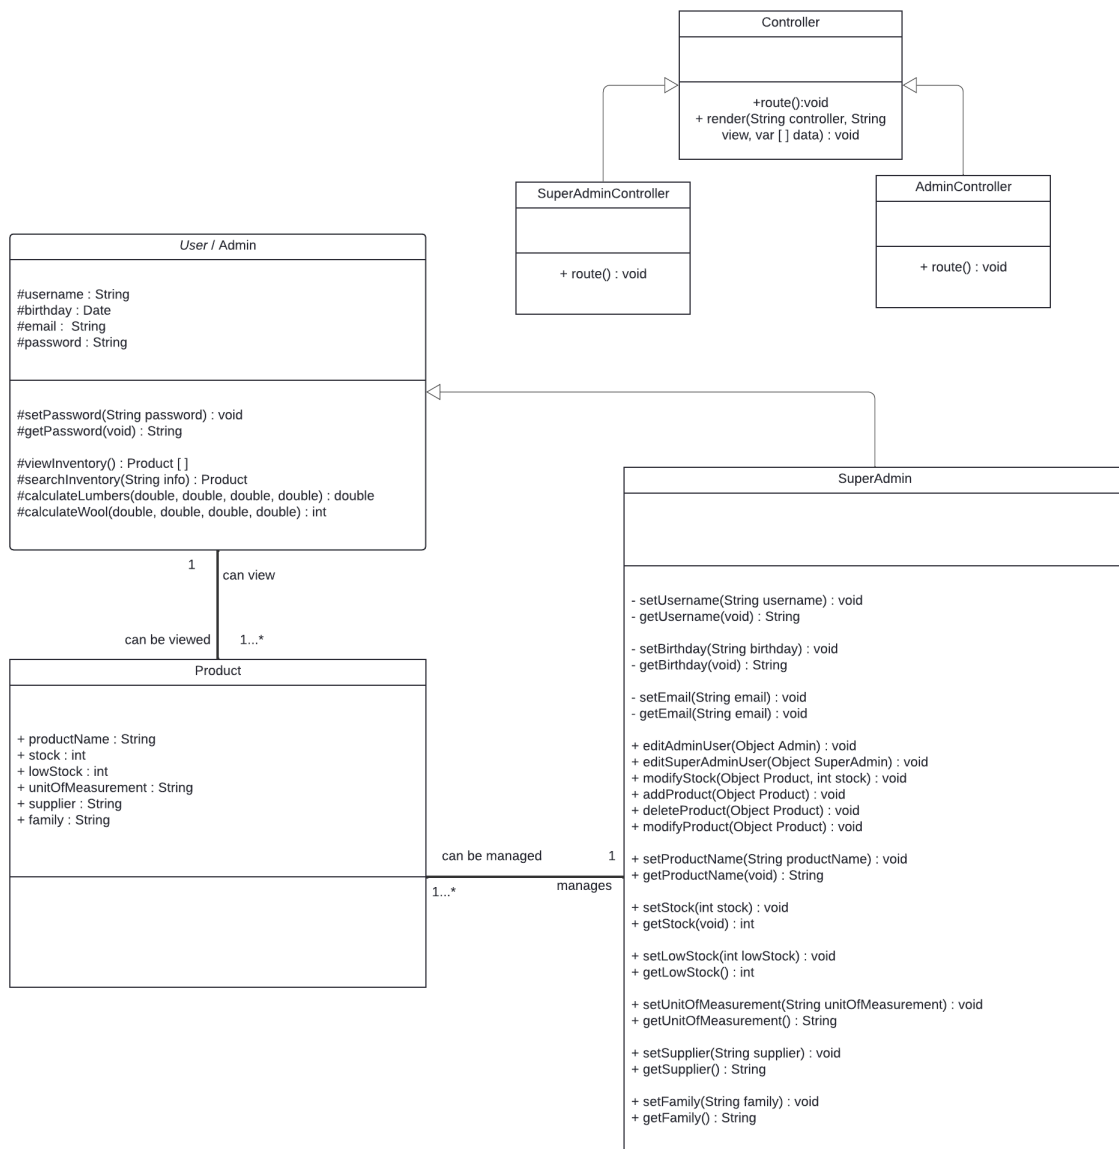 Controller
+route():void
+ render(String controller, String
view, var [ ] data) : void
SuperAdminController
+ route() : void
AdminController
+ route() : void
User / Admin
#username : String
#birthday : Date
#email :  String
#password : String
#setPassword(String password) : void
#getPassword(void) : String
#viewInventory() : Product [ ]
#searchInventory(String info) : Product
#calculateLumbers(double, double, double, double) : double
#calculateWool(double, double, double, double) : int
1
can view
can be viewed
1...*
Product
+ productName : String
+ stock : int
+ lowStock : int
+ unitOfMeasurement : String
+ supplier : String
+ family : String
can be managed
1
1...*
manages
SuperAdmin
- setUsername(String username) : void
- getUsername(void) : String
- setBirthday(String birthday) : void
- getBirthday(void) : String
- setEmail(String email) : void
- getEmail(String email) : void
+ editAdminUser(Object Admin) : void
+ editSuperAdminUser(Object SuperAdmin) : void
+ modifyStock(Object Product, int stock) : void
+ addProduct(Object Product) : void
+ deleteProduct(Object Product) : void
+ modifyProduct(Object Product) : void
+ setProductName(String productName) : void
+ getProductName(void) : String
+ setStock(int stock) : void
+ getStock(void) : int
+ setLowStock(int lowStock) : void
+ getLowStock() : int
+ setUnitOfMeasurement(String unitOfMeasurement) : void
+ getUnitOfMeasurement() : String
+ setSupplier(String supplier) : void
+ getSupplier() : String
+ setFamily(String family) : void
+ getFamily() : String